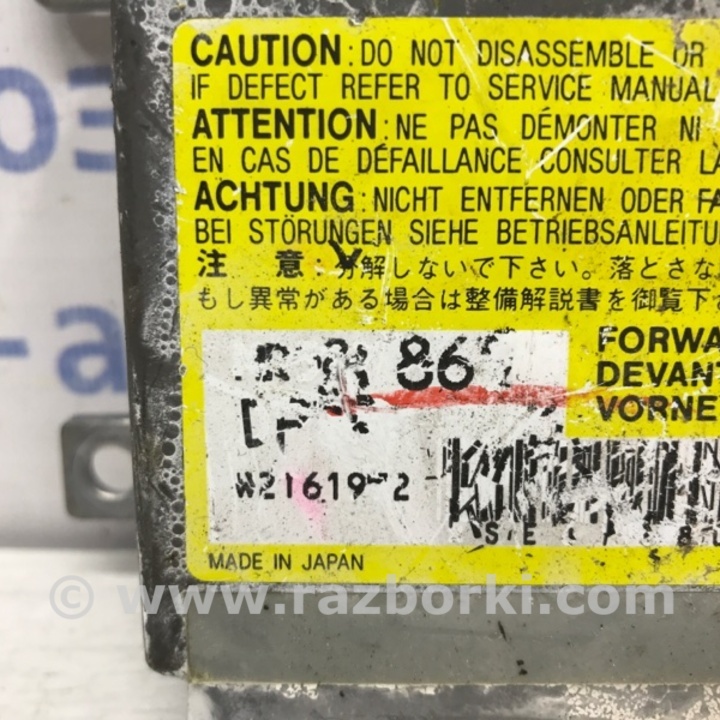 CAUTION : DO NOT DISASSEMBLE OR
IF DEFECT REFER TO SERVICE MANUAL
ATTENTION : NE PAS DÉMONTER NI
EN CAS DE DÉFAILLANCE CONSULTER
ACHTUNG : NICHT ENTFERNEN ODER
BEI STÖRUNGEN SIEHE
注 意 : 分解しないで下さい。落とさな
もし異常がある場合は整備解説書を御覧下
FORWA
DEVANT
VORNE
86
W21619-2
MADE IN JAPAN
© www.razborki.com